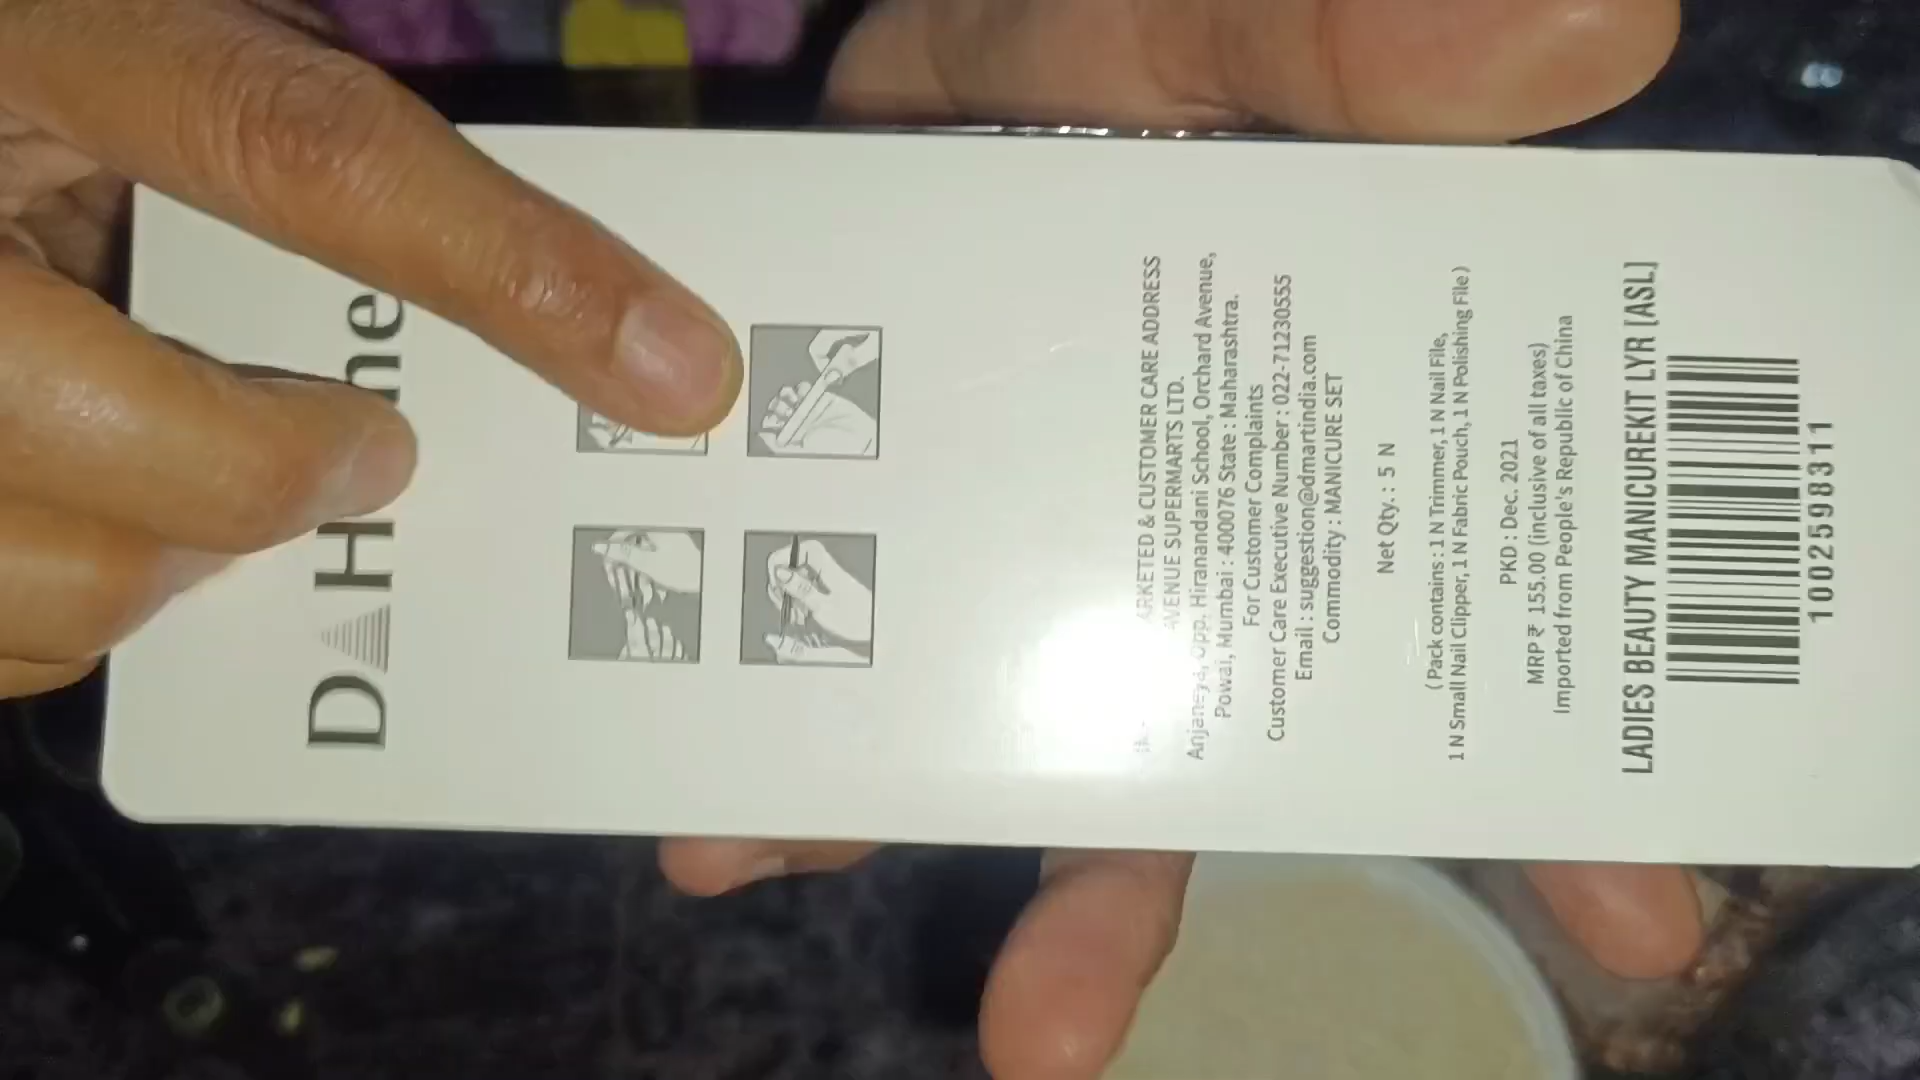 D Home
ARKETED & CUSTOMER CARE ADDRESS
AVENUE SUPERMARTS LTD.
Anjaneya, Opp. Hiranandani School, Orchard Avenue,
Powai, Mumbai : 400076 State : Maharashtra.
For Customer Complaints
Customer Care Executive Number : 022-71230555
Email : suggestion@dmartindia.com
Commodity : MANICURE SET
Net Qty. : 5 N
( Pack contains : 1 N Trimmer, 1 N Nail File,
1 N Small Nail Clipper, 1 N Fabric Pouch, 1 N Polishing File )
PKD : Dec. 2021
MRP ₹ 155.00 (inclusive of all taxes)
Imported from People's Republic of China
LADIES BEAUTY MANICUREKIT LYR [ASL]
1002598311